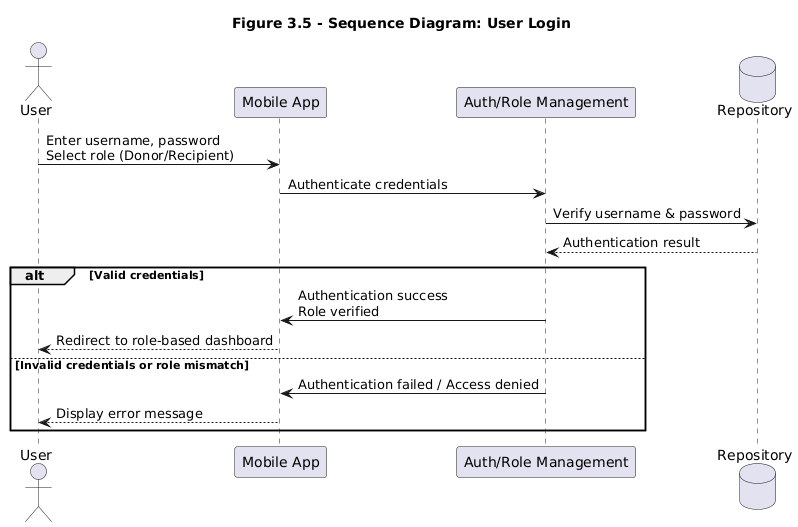 Figure 3.5 - Sequence Diagram: User Login
User
Mobile App
Auth/Role Management
Repository
Enter username, password
Select role (Donor/Recipient)
Authenticate credentials
Verify username & password
Authentication result
alt
[Valid credentials]
Authentication success
Role verified
Redirect to role-based dashboard
[Invalid credentials or role mismatch]
Authentication failed / Access denied
Display error message
User
Mobile App
Auth/Role Management
Repository